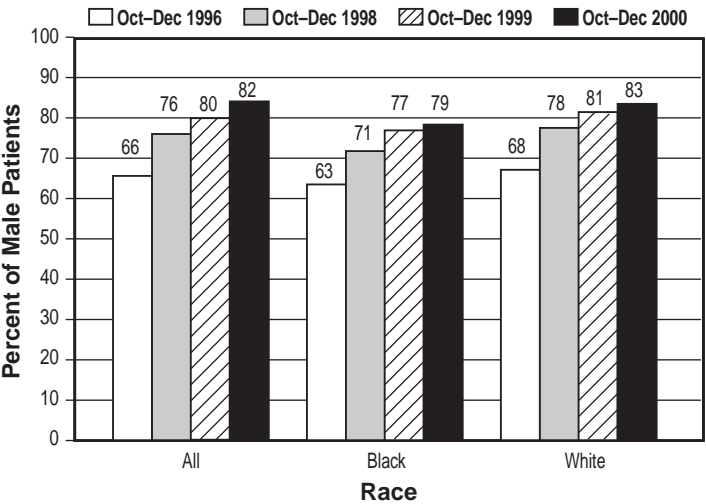 Oct–Dec 1996 Oct–Dec 1998 Oct–Dec 1999 Oct–Dec 2000
100
90
80
70
60
50
40
30
20
10
0
Percent of Male Patients
66 76 80 82
63 71 77 79
68 78 81 83
All Black White
Race